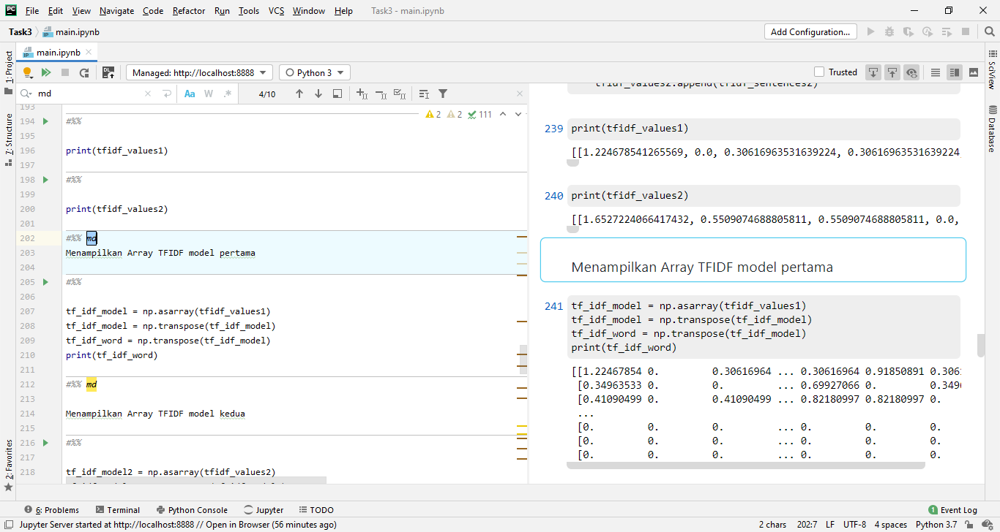 PC File Edit View Navigate Code Refactor Run Tools VCS Window Help Task3 - main.ipynb
Task3 main.ipynb Add Configuration...
main.ipynb
Managed: http://localhost:8888 Python 3 Trusted
md Aa W .* 4/10
1: Project
7: Structure
2: Favorites
SciView
Database
193
2 2 111
194 #%%
195
196 print(tfidf_values1)
197
198 #%%
199
200 print(tfidf_values2)
201
202 #%% md
203 Menampilkan Array TFIDF model pertama
204
205 #%%
206
207 tf_idf_model = np.asarray(tfidf_values1)
208 tf_idf_model = np.transpose(tf_idf_model)
209 tf_idf_word = np.transpose(tf_idf_model)
210 print(tf_idf_word)
211
212 #%% md
213
214 Menampilkan Array TFIDF model kedua
215
216 #%%
217
218 tf_idf_model2 = np.asarray(tfidf_values2)
tfidf_values2.append(tfidf_sentences2)
239 print(tfidf_values1)
[[1.224678541265569, 0.0, 0.30616963531639224, 0.30616963531639224
240 print(tfidf_values2)
[[1.6527224066417432, 0.5509074688805811, 0.5509074688805811, 0.0,
Menampilkan Array TFIDF model pertama
241 tf_idf_model = np.asarray(tfidf_values1)
tf_idf_model = np.transpose(tf_idf_model)
tf_idf_word = np.transpose(tf_idf_model)
print(tf_idf_word)
[[1.22467854 0. 0.30616964 ... 0.30616964 0.91850891 0.306
[0.34963533 0. 0. ... 0.69927066 0. 0.349
[0.41090499 0. 0.41090499 ... 0.82180997 0.82180997 0.
...
[0. 0. 0. ... 0. 0. 0.
[0. 0. 0. ... 0. 0. 0.
[0. 0. 0. ... 0. 0. 0.
6: Problems Terminal Python Console Jupyter TODO 1 Event Log
Jupyter Server started at http://localhost:8888 // Open in Browser (56 minutes ago) 2 chars 202:7 LF UTF-8 4 spaces Python 3.7